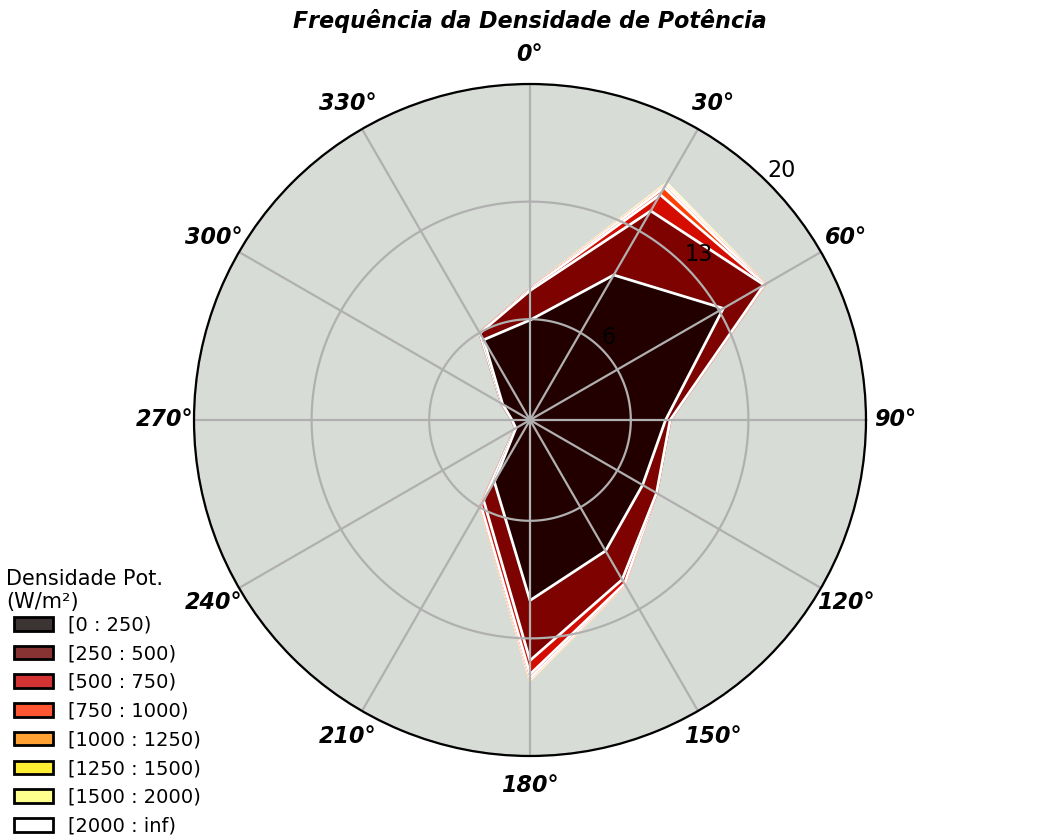 Frequência da Densidade de Potência
0°
330°
30°
20
300°
60°
13
6
270°
90°
240°
120°
210°
150°
180°
Densidade Pot.
(W/m²)
[0 : 250)
[250 : 500)
[500 : 750)
[750 : 1000)
[1000 : 1250)
[1250 : 1500)
[1500 : 2000)
[2000 : inf)